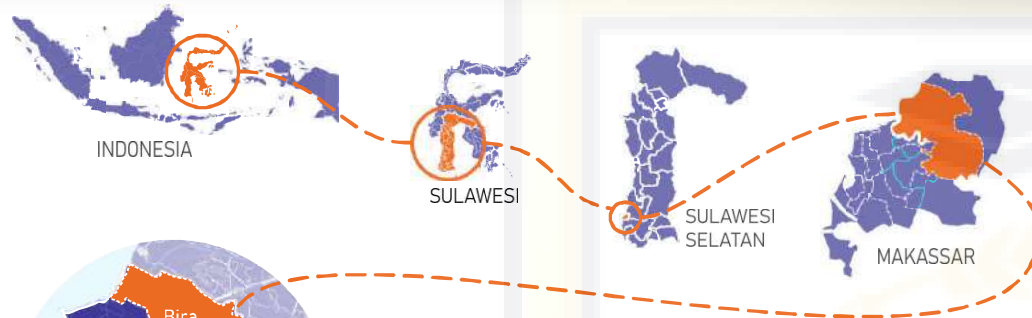 INDONESIA
SULAWESI
SULAWESI
SELATAN
MAKASSAR
Bira